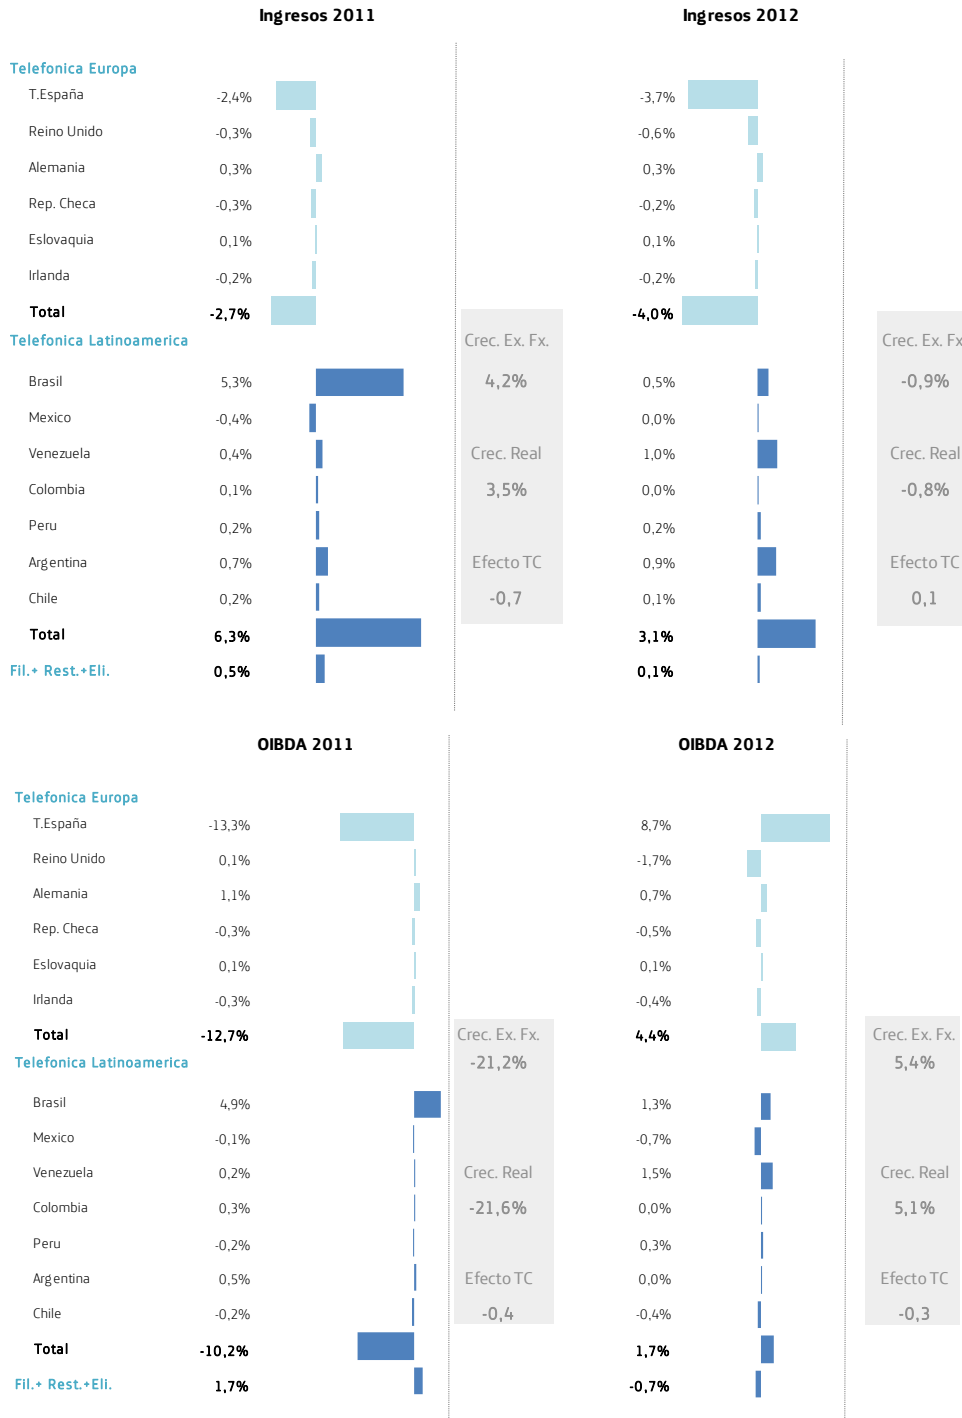 Ingresos 2011
Ingresos 2012
Telefonica Europa
T.España -2,4% -3,7%
Reino Unido -0,3% -0,6%
Alemania 0,3% 0,3%
Rep. Checa -0,3% -0,2%
Eslovaquia 0,1% 0,1%
Irlanda -0,2% -0,2%
Total -2,7% -4,0%
Telefonica Latinoamerica Crec. Ex. Fx. Crec. Ex. Fx
Brasil 5,3% 4,2% 0,5% -0,9%
Mexico -0,4% 0,0%
Venezuela 0,4% Crec. Real 1,0% Crec. Real
Colombia 0,1% 3,5% 0,0% -0,8%
Peru 0,2% 0,2%
Argentina 0,7% Efecto TC 0,9% Efecto TC
Chile 0,2% -0,7 0,1% 0,1
Total 6,3% 3,1%
Fil.+ Rest.+Eli. 0,5% 0,1%
OIBDA 2011
OIBDA 2012
Telefonica Europa
T.España -13,3% 8,7%
Reino Unido 0,1% -1,7%
Alemania 1,1% 0,7%
Rep. Checa -0,3% -0,5%
Eslovaquia 0,1% 0,1%
Irlanda -0,3% -0,4%
Total -12,7% Crec. Ex. Fx. 4,4% Crec. Ex. Fx.
Telefonica Latinoamerica -21,2% 5,4%
Brasil 4,9% 1,3%
Mexico -0,1% -0,7%
Venezuela 0,2% Crec. Real 1,5% Crec. Real
Colombia 0,3% -21,6% 0,0% 5,1%
Peru -0,2% 0,3%
Argentina 0,5% Efecto TC 0,0% Efecto TC
Chile -0,2% -0,4 -0,4% -0,3
Total -10,2% 1,7%
Fil.+ Rest.+Eli. 1,7% -0,7%